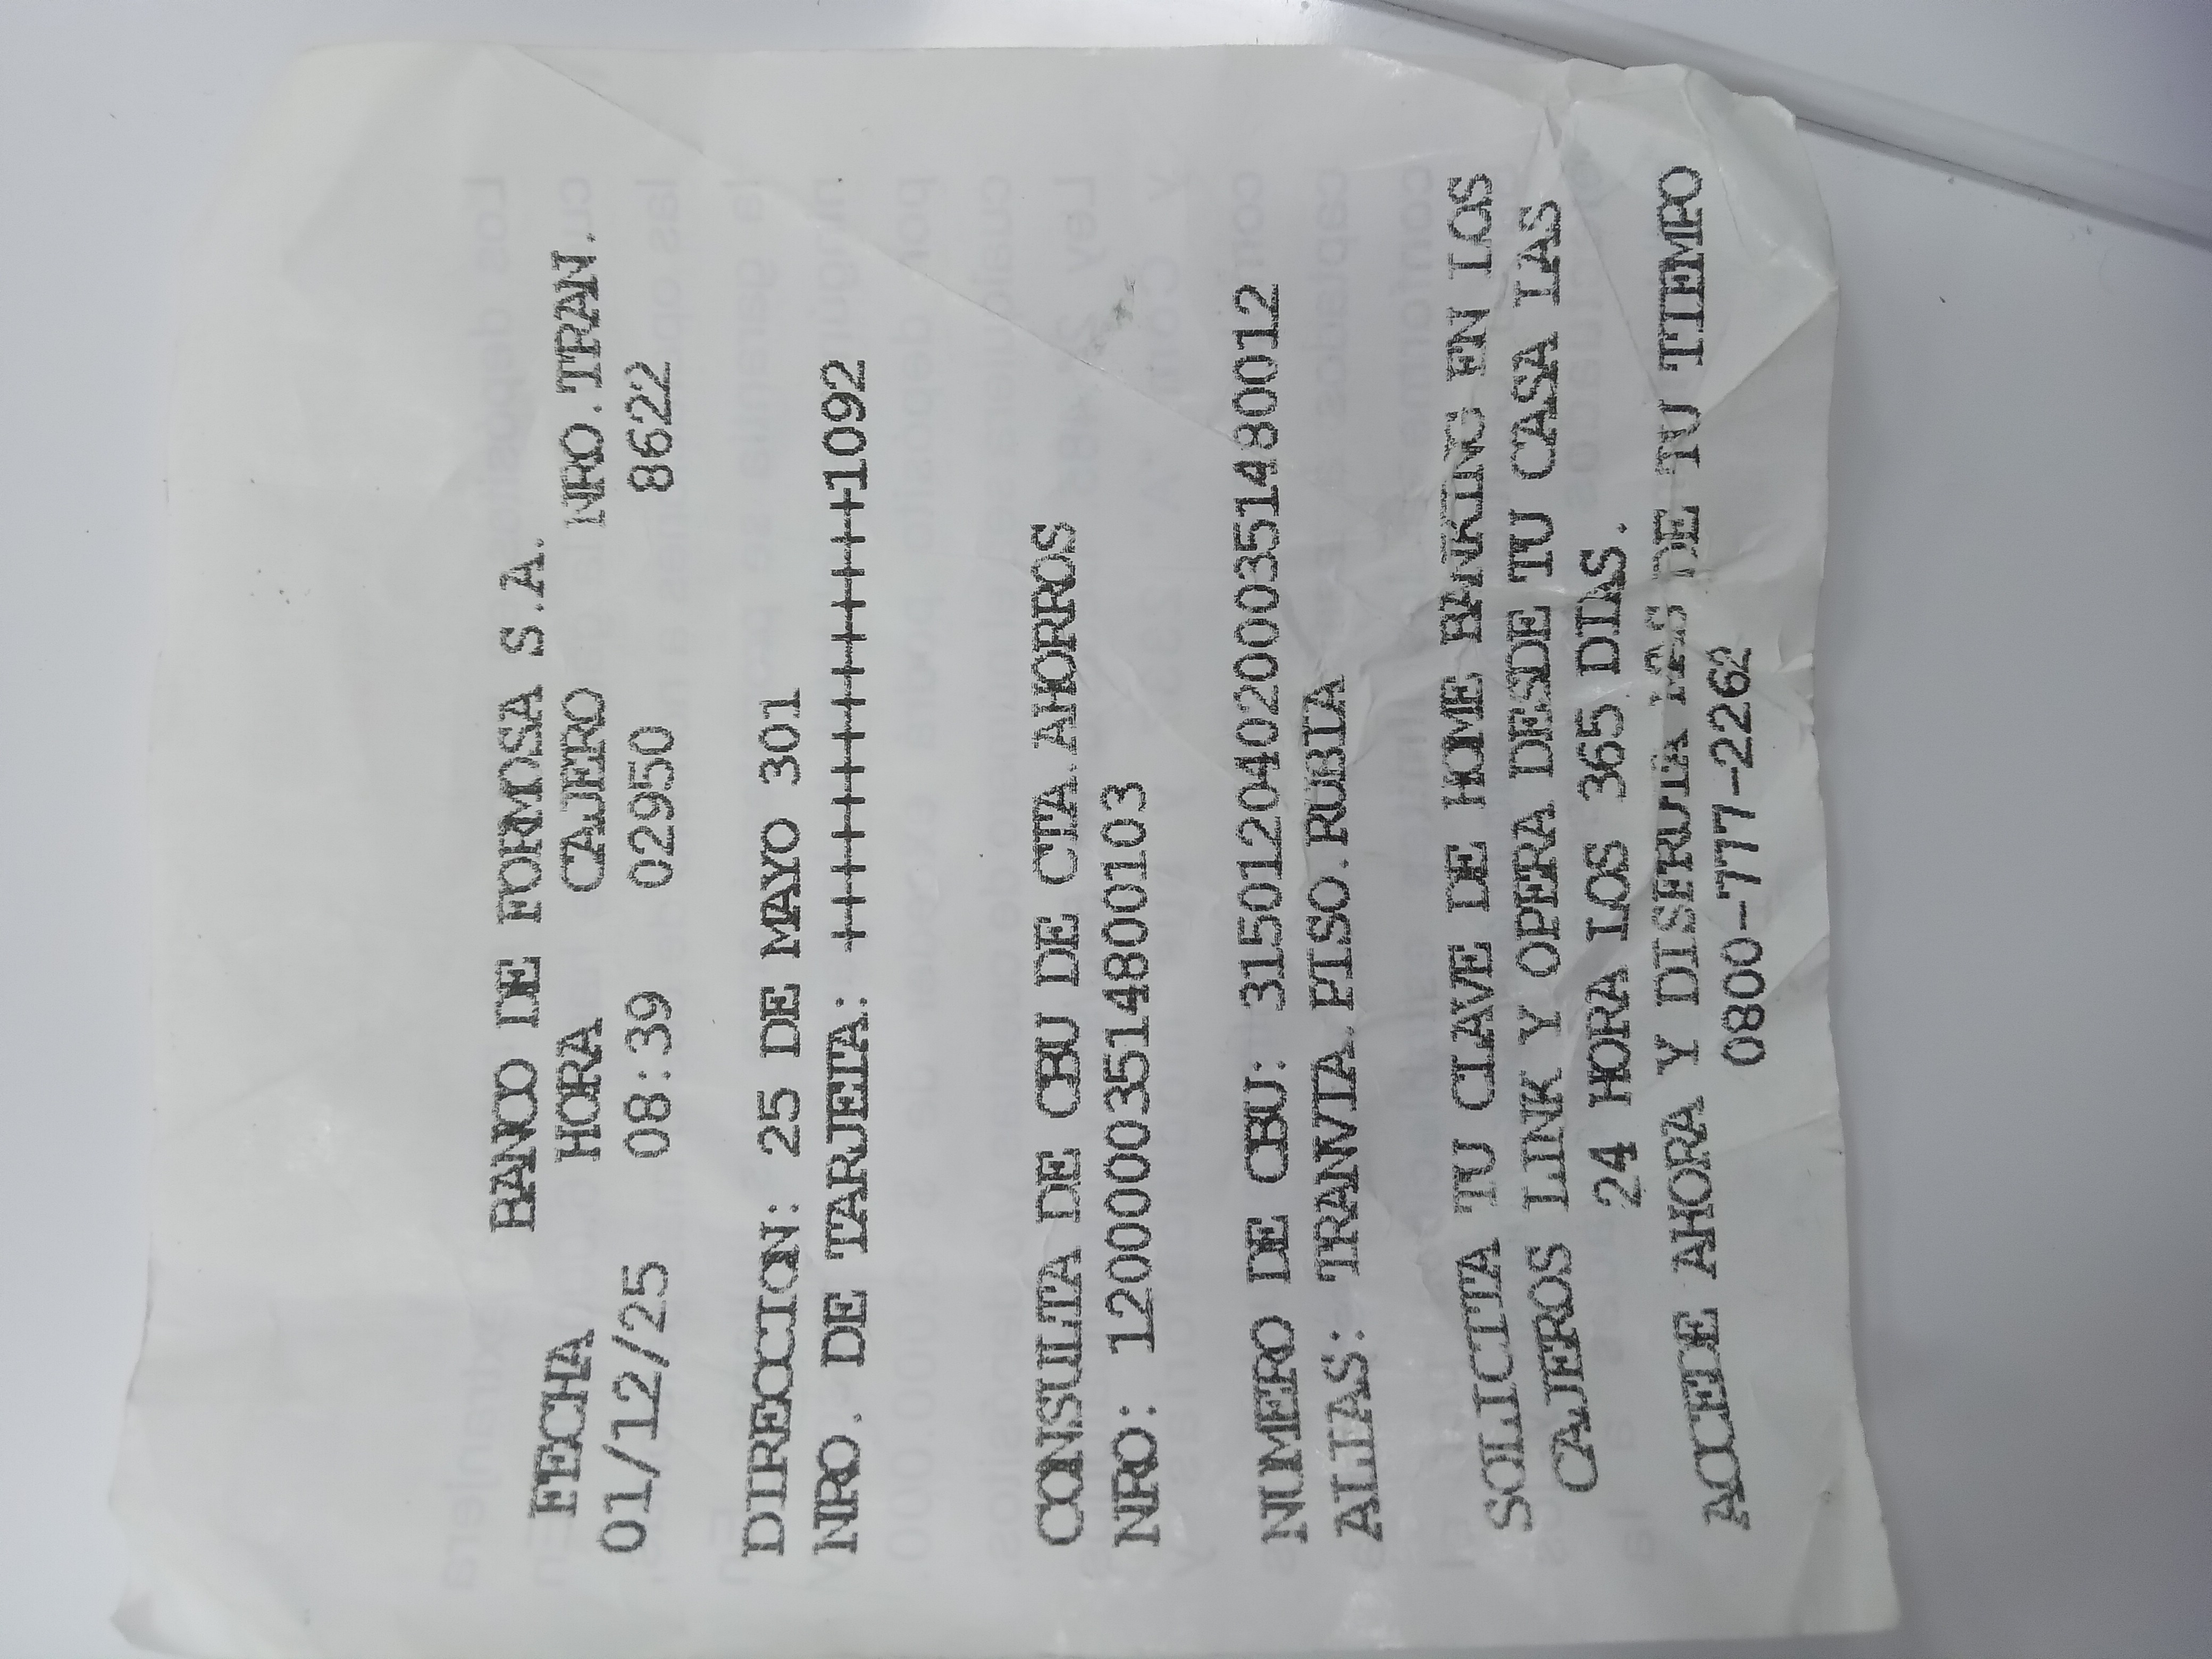 BANCO DE FORMOSA S.A.
FECHA HORA CAJERO NRO.TRAN.
01/12/25 08:39 02950 8622
DIRECCION: 25 DE MAYO 301
NRO. DE TARJETA: ++++++++++++++1092
CONSULTA DE CBU DE CTA.AHORROS
NRO: 12000003514800103
NUMERO DE CBU: 3150120402000351480012
ALIAS: TRANVIA.PISO.RUBIA
SOLICITA TU CLAVE DE HOME BANKING EN LOS
CAJEROS LINK Y OPERA DESDE TU CASA LAS
24 HORA LOS 365 DIAS.
ACCEDE AHORA Y DISFRUTA MAS DE TU TIEMPO
0800-777-2262